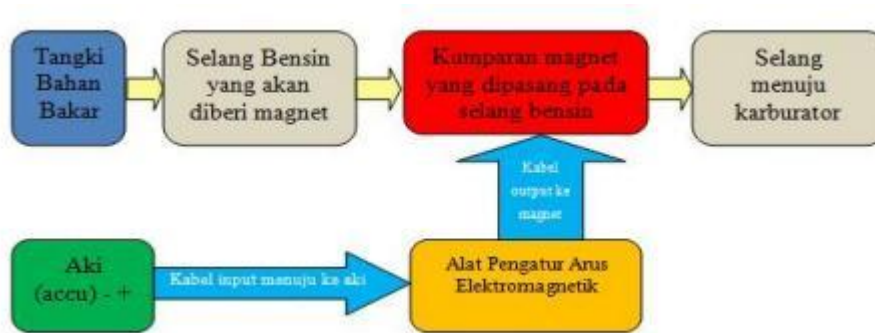 Tangki
Bahan
Bakar
Selang Bensin
yang akan
diberi magnet
Kumparan magnet
yang dipasang pada
selang bensin
Selang
menuju
karburator
Kabel
output ke
magnet
Aki
(accu) - +
Kabel input menuju ke aki
Alat Pengatur Arus
Elektromagnetik